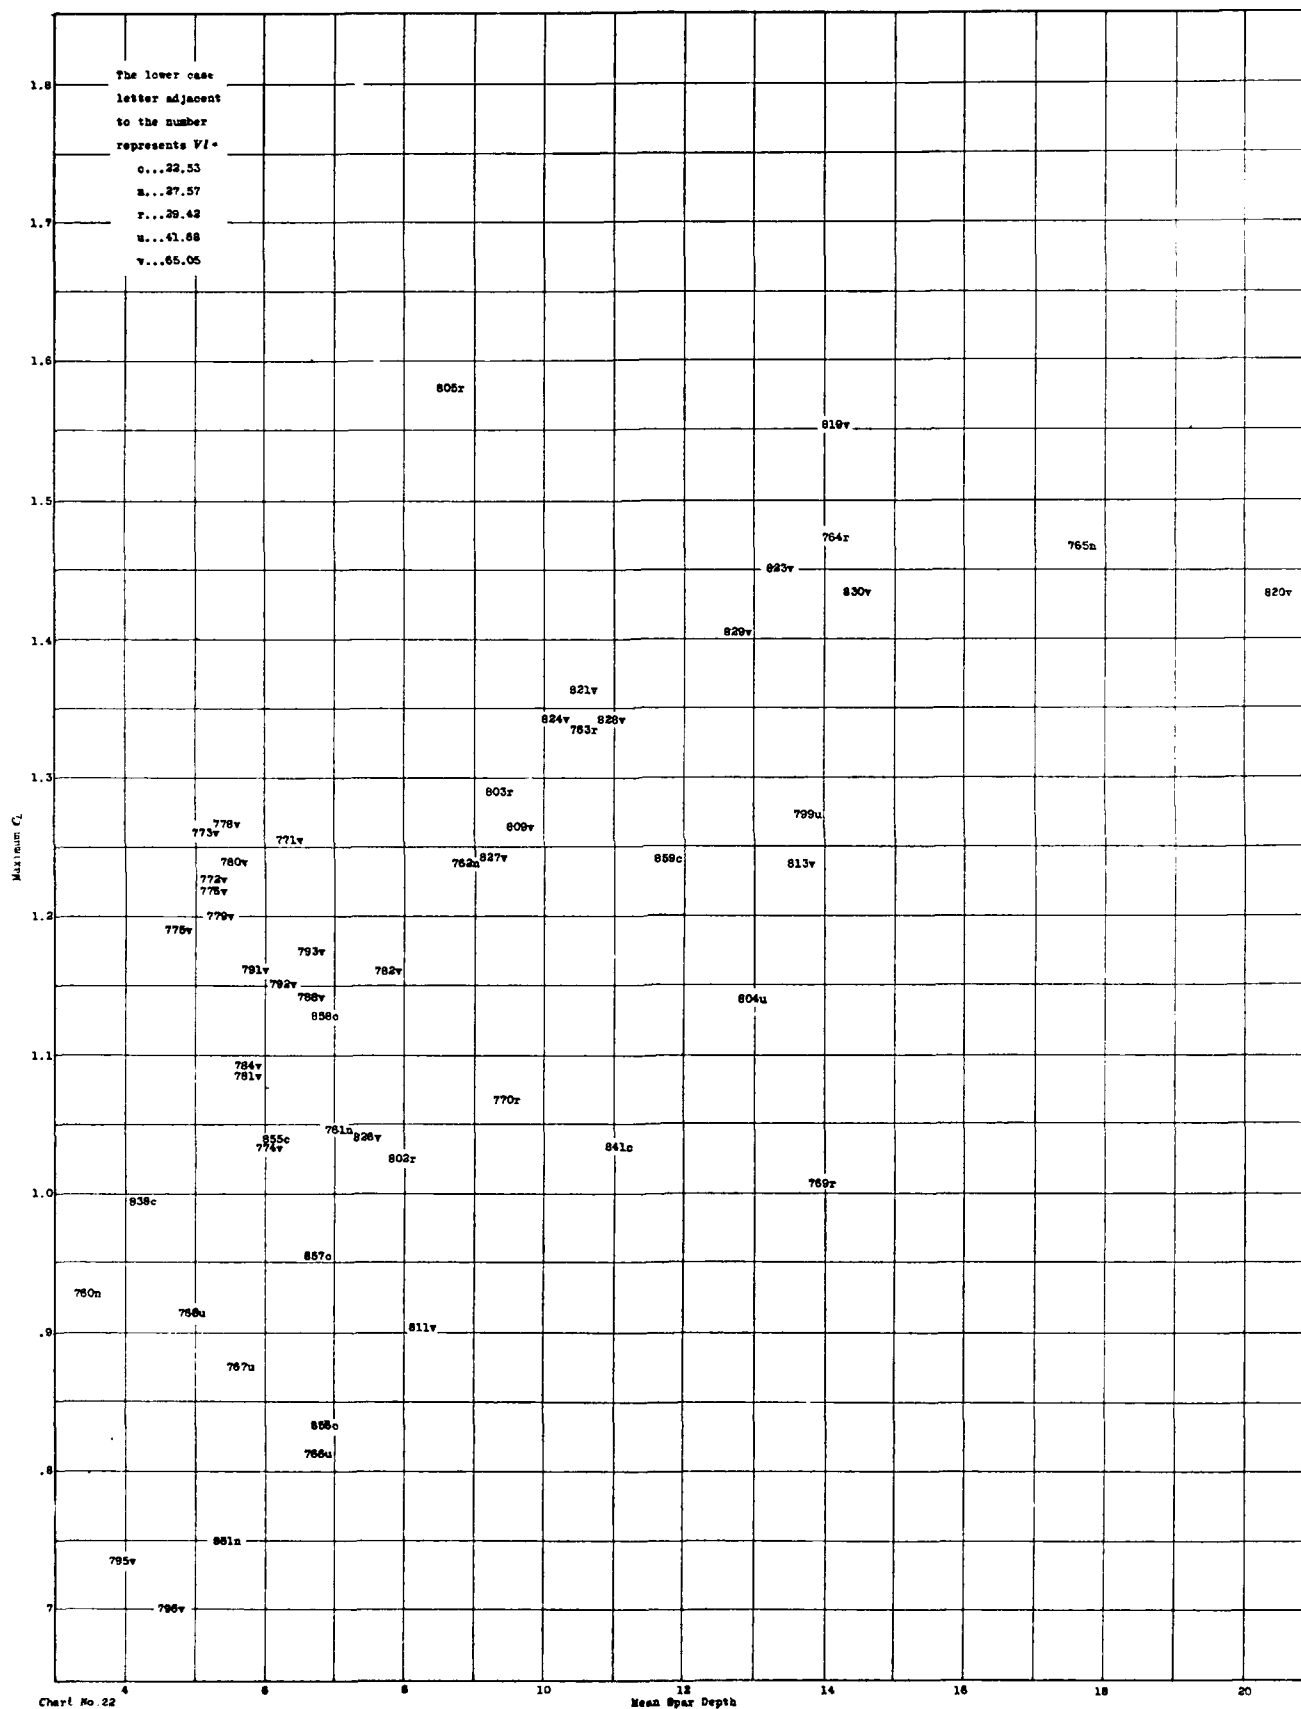 The lower case
letter adjacent
to the number
represents Vl=
c...22.53
n...27.57
r...29.42
u...41.68
v...65.05
1.8
1.7
1.6
805r
819v
1.5
764r
765n
823v
830v
820v
829v
1.4
821v
824v 828v
763r
1.3
803r
799u
778v
809v
773v
771v
827v
859c
780v
762n
813v
772v
1.2
779v
775v
793v
791v
782v
792v
788v
804u
858c
1.1
784v
781v
770r
761n
826v
855c
774v
841c
802r
769r
1.0
838c
857c
760n
768u
811v
.9
767u
766u
.8
795v
796v
7
Maximum CL
4 6 8 10 12 14 16 18 20
Chart No. 22
Mean Spar Depth